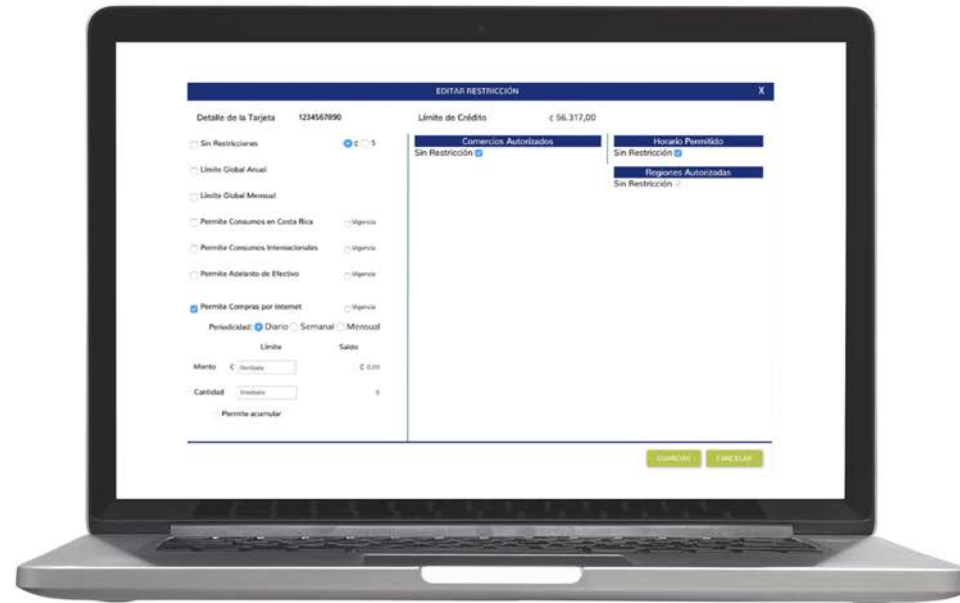 EDITAR RESTRICCIÓN X
Detalle de la Tarjeta 1234567890 Límite de Crédito ¢ 56.317,00
Sin Restricciones ¢ $
Límite Global Anual
Límite Global Mensual
Permite Consumos en Costa Rica Vigencia
Permite Consumos Internacionales Vigencia
Permite Adelanto de Efectivo Vigencia
Permite Compras por Internet Vigencia
Periodicidad: Diario Semanal Mensual
Límite Saldo
Monto ¢ Ilimitado ¢ 0,00
Cantidad Ilimitado 0
Permite acumular
Comercios Autorizados
Sin Restricción
Horario Permitido
Sin Restricción
Regiones Autorizadas
Sin Restricción
GUARDAR CANCELAR